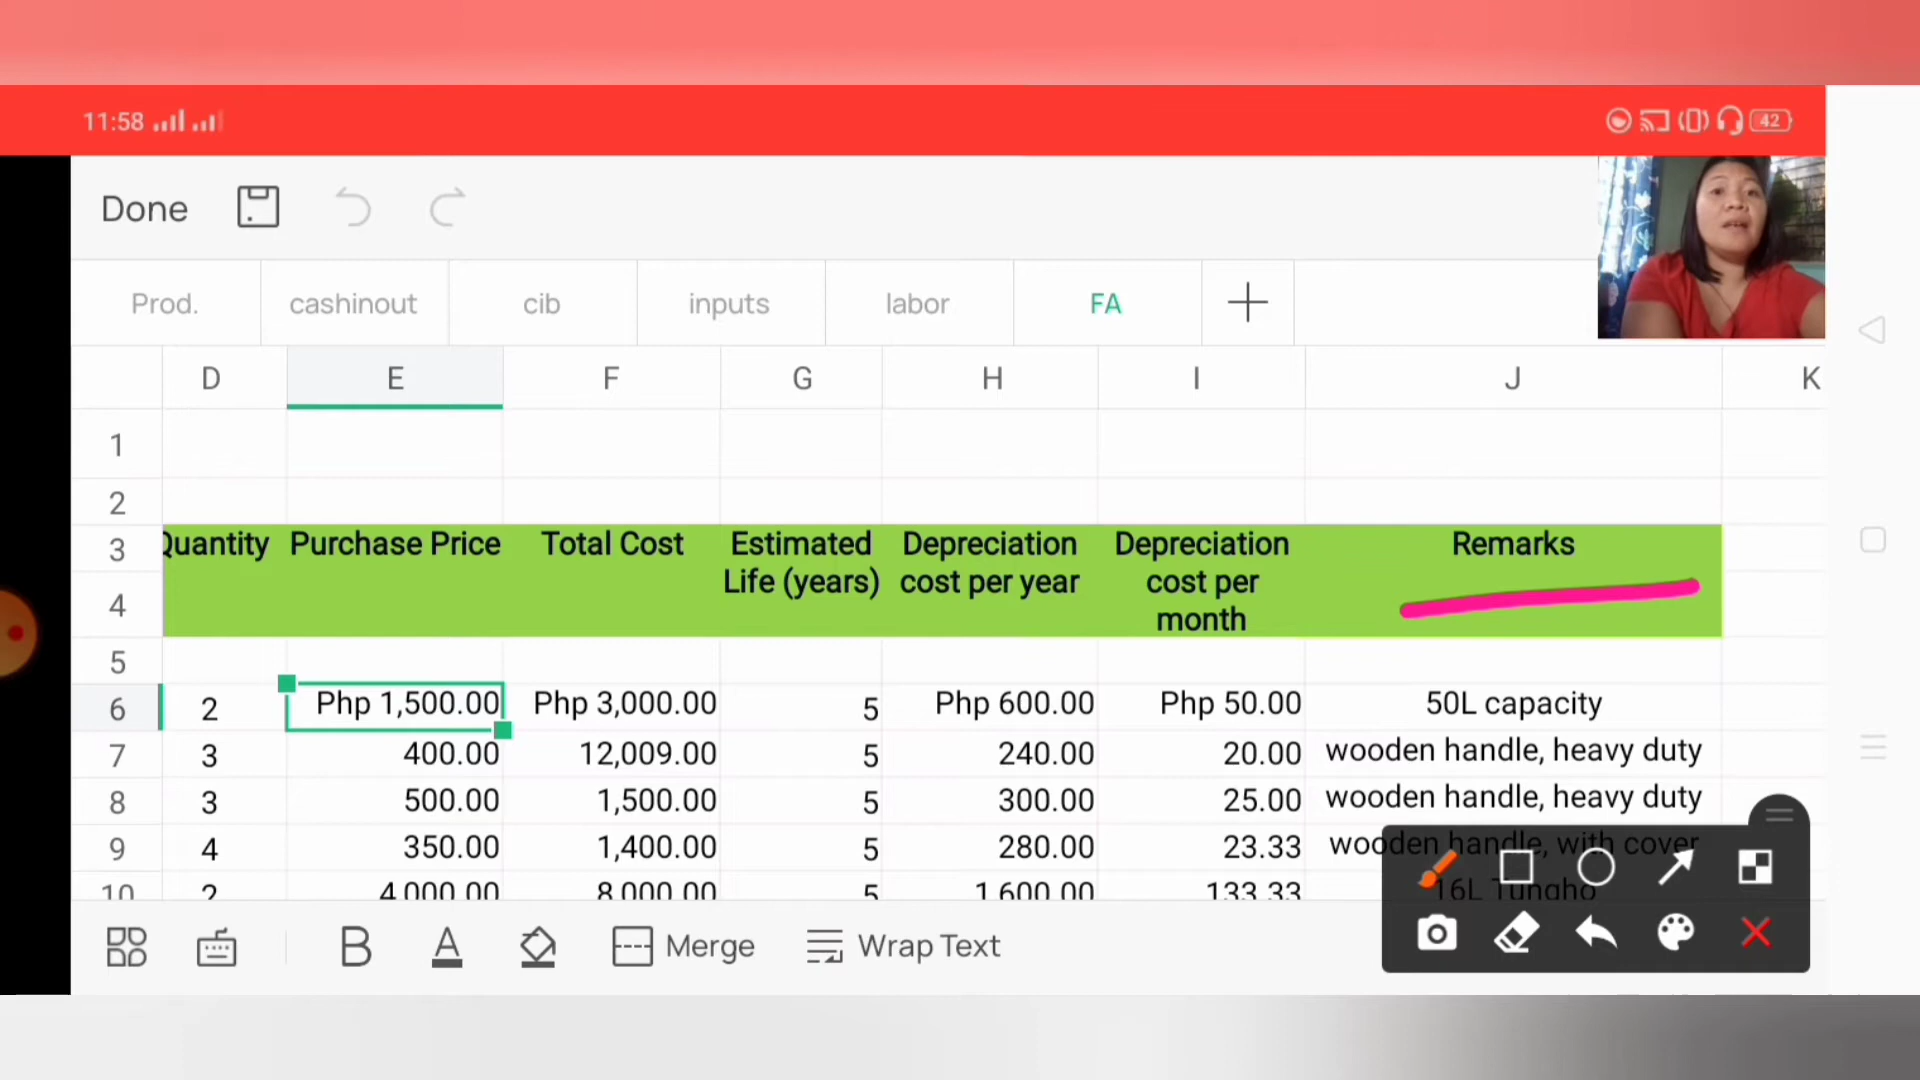 11:58
42
Done
Prod. cashinout cib inputs labor FA
D E F G H I J K
1
2
3 Quantity Purchase Price Total Cost Estimated Depreciation Depreciation Remarks
Life (years) cost per year cost per
4 month
5
6 2 Php 1,500.00 Php 3,000.00 5 Php 600.00 Php 50.00 50L capacity
7 3 400.00 12,009.00 5 240.00 20.00 wooden handle, heavy duty
8 3 500.00 1,500.00 5 300.00 25.00 wooden handle, heavy duty
9 4 350.00 1,400.00 5 280.00 23.33 wooden handle, with cover
10 2 4,000.00 8,000.00 5 1,600.00 133.33 16L Tungho
B A Merge Wrap Text